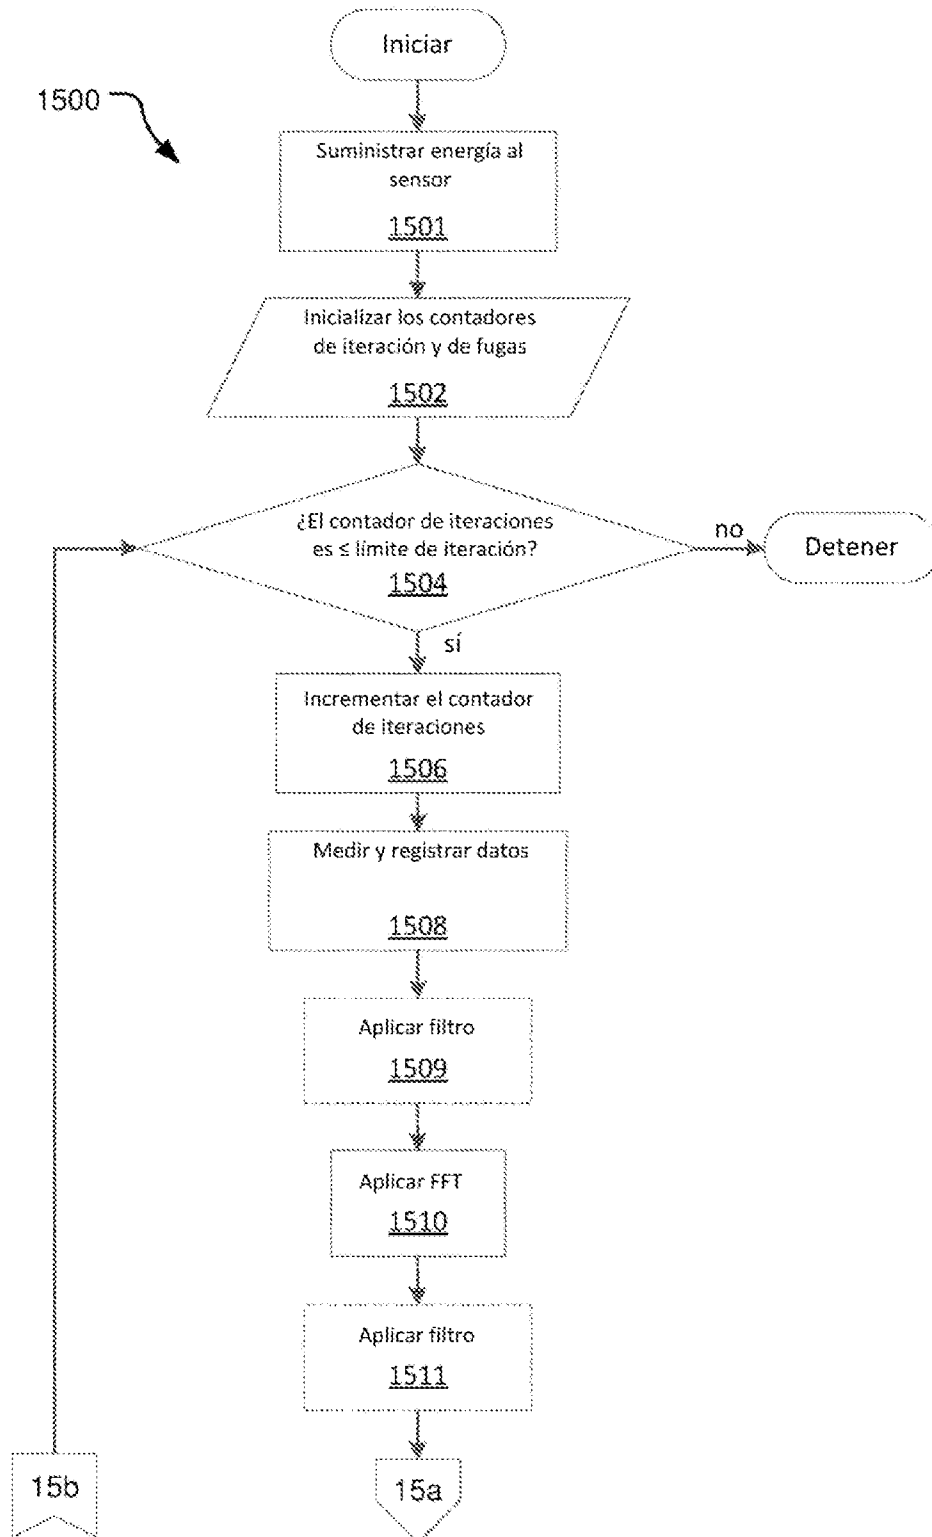 Iniciar
1500
Suministrar energía al
sensor
1501
Inicializar los contadores
de iteración y de fugas
1502
¿El contador de iteraciones
es ≤ límite de iteración?
1504
no
Detener
sí
Incrementar el contador
de iteraciones
1506
Medir y registrar datos
1508
Aplicar filtro
1509
Aplicar FFT
1510
Aplicar filtro
1511
15b
15a